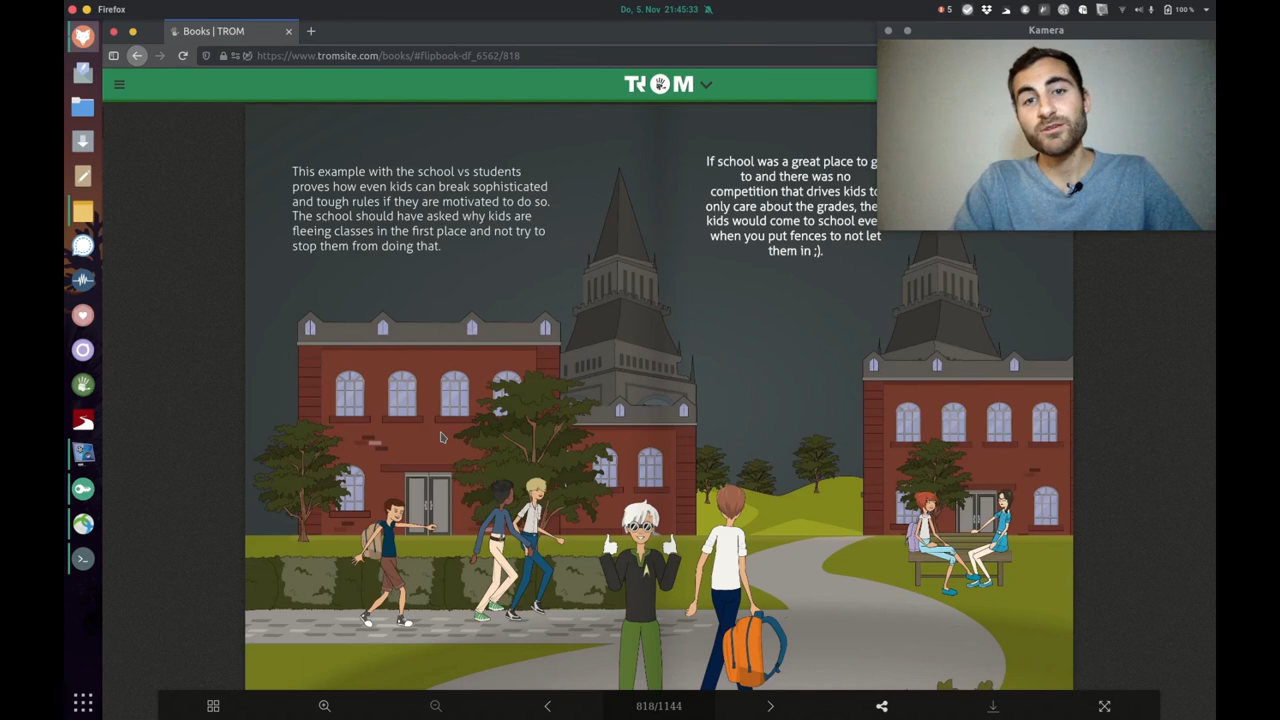 Firefox
Do, 5. Nov 21:45:33
5
100 %
Books | TROM
https://www.tromsite.com/books/#flipbook-df_6562/818
Kamera
TROM
This example with the school vs students
proves how even kids can break sophisticated
and tough rules if they are motivated to do so.
The school should have asked why kids are
fleeing classes in the first place and not try to
stop them from doing that.
If school was a great place to g
to and there was no
competition that drives kids to
only care about the grades, the
kids would come to school eve
when you put fences to not let
them in ;).
818/1144